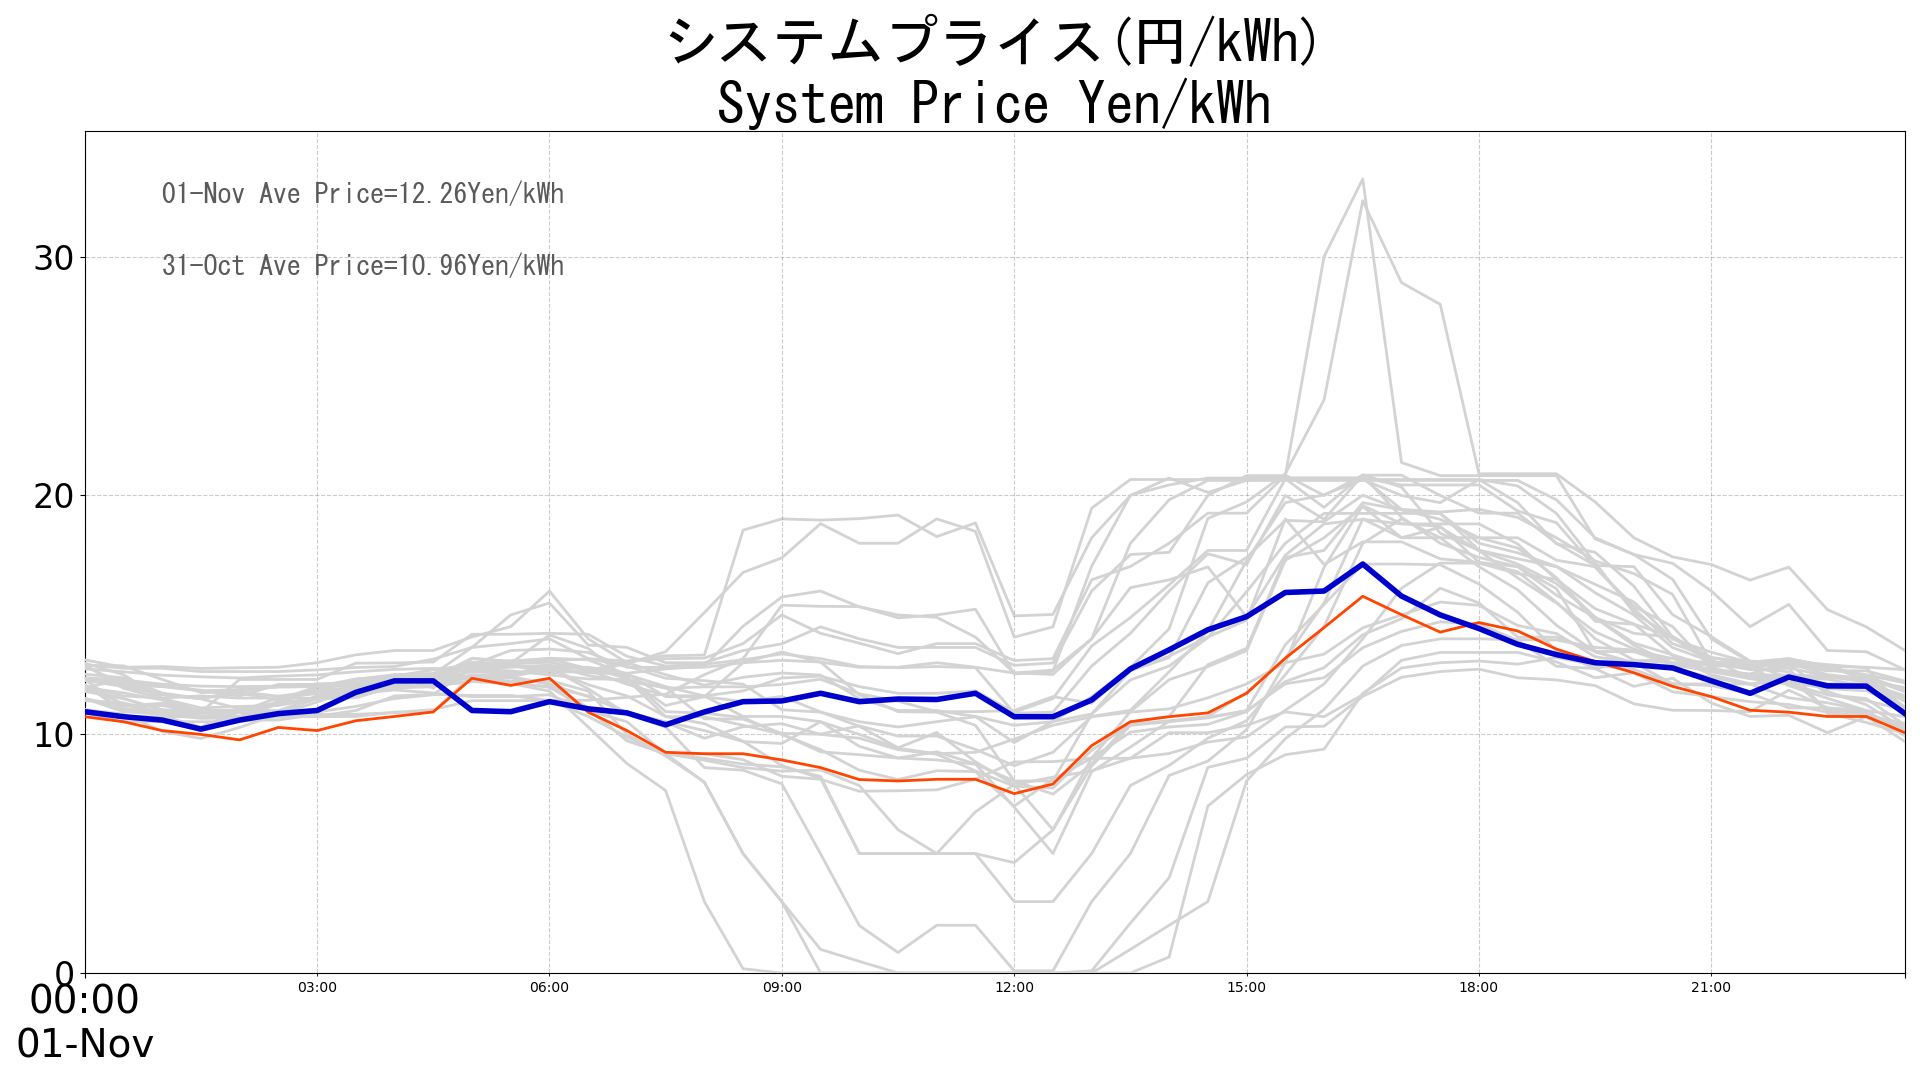 システムプライス(円/kWh)
System Price Yen/kWh
01-Nov Ave Price=12.26Yen/kWh
31-Oct Ave Price=10.96Yen/kWh
30
20
10
0
00:00 03:00 06:00 09:00 12:00 15:00 18:00 21:00
01-Nov